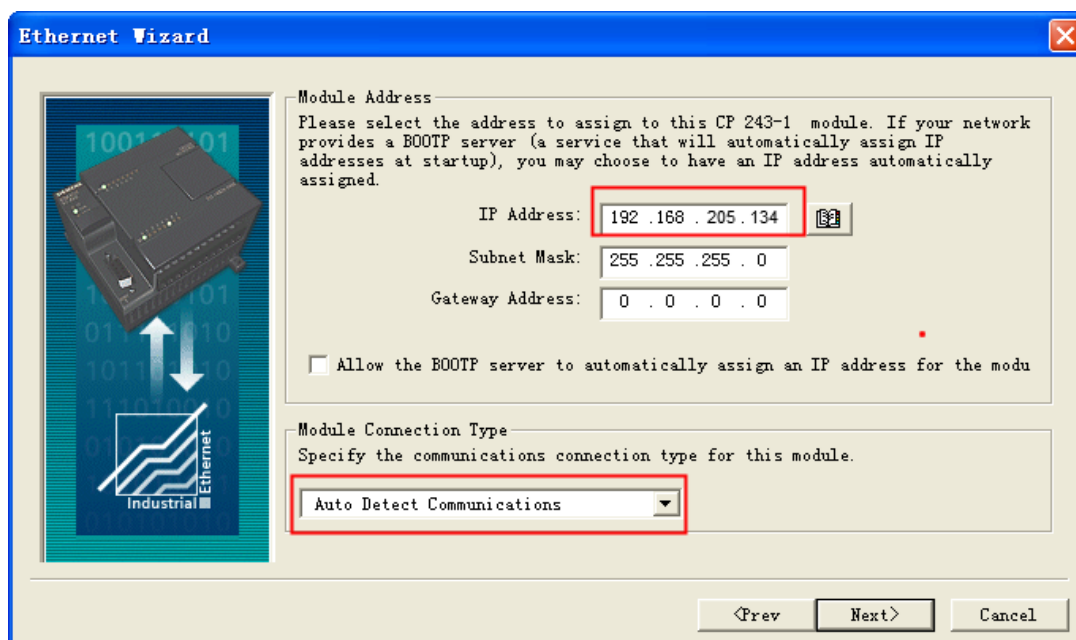 Ethernet Wizard
Module Address
Please select the address to assign to this CP 243-1 module. If your network
provides a BOOTP server (a service that will automatically assign IP
addresses at startup), you may choose to have an IP address automatically
assigned.
IP Address: 192 .168 . 205 . 134
Subnet Mask: 255 .255 .255 . 0
Gateway Address: 0 . 0 . 0 . 0
Allow the BOOTP server to automatically assign an IP address for the modu
Module Connection Type
Specify the communications connection type for this module.
Auto Detect Communications
Industrial
Ethernet
<Prev
Next>
Cancel